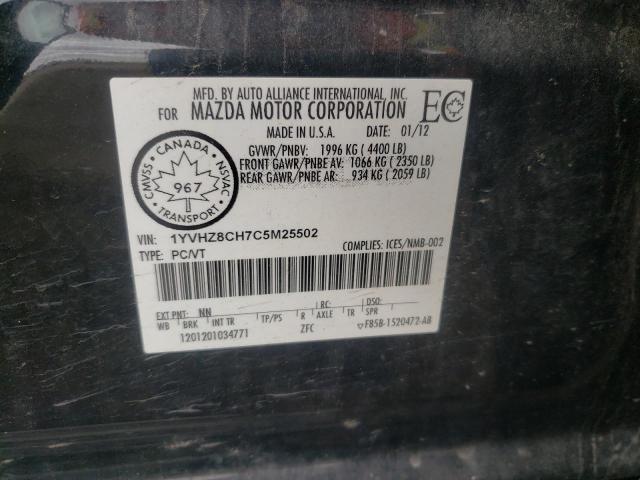 MFD. BY AUTO ALLIANCE INTERNATIONAL, INC.
FOR MAZDA MOTOR CORPORATION EC
MADE IN U.S.A. DATE: 01/12
GVWR/PNBV: 1996 KG ( 4400 LB)
FRONT GAWR/PNBE AV: 1066 KG ( 2350 LB)
REAR GAWR/PNBE AR: 934 KG ( 2059 LB)
CANADA
CMVSS 967 NSVAC
TRANSPORT
VIN: 1YVHZ8CH7C5M25502
TYPE: PC/VT COMPLIES: ICES/NMB-002
EXT PNT: NN RC: DSO:
WB BRK INT TR TP/PS R AXLE TR SPR
1201201034771 ZFC F85B-1520472-AB